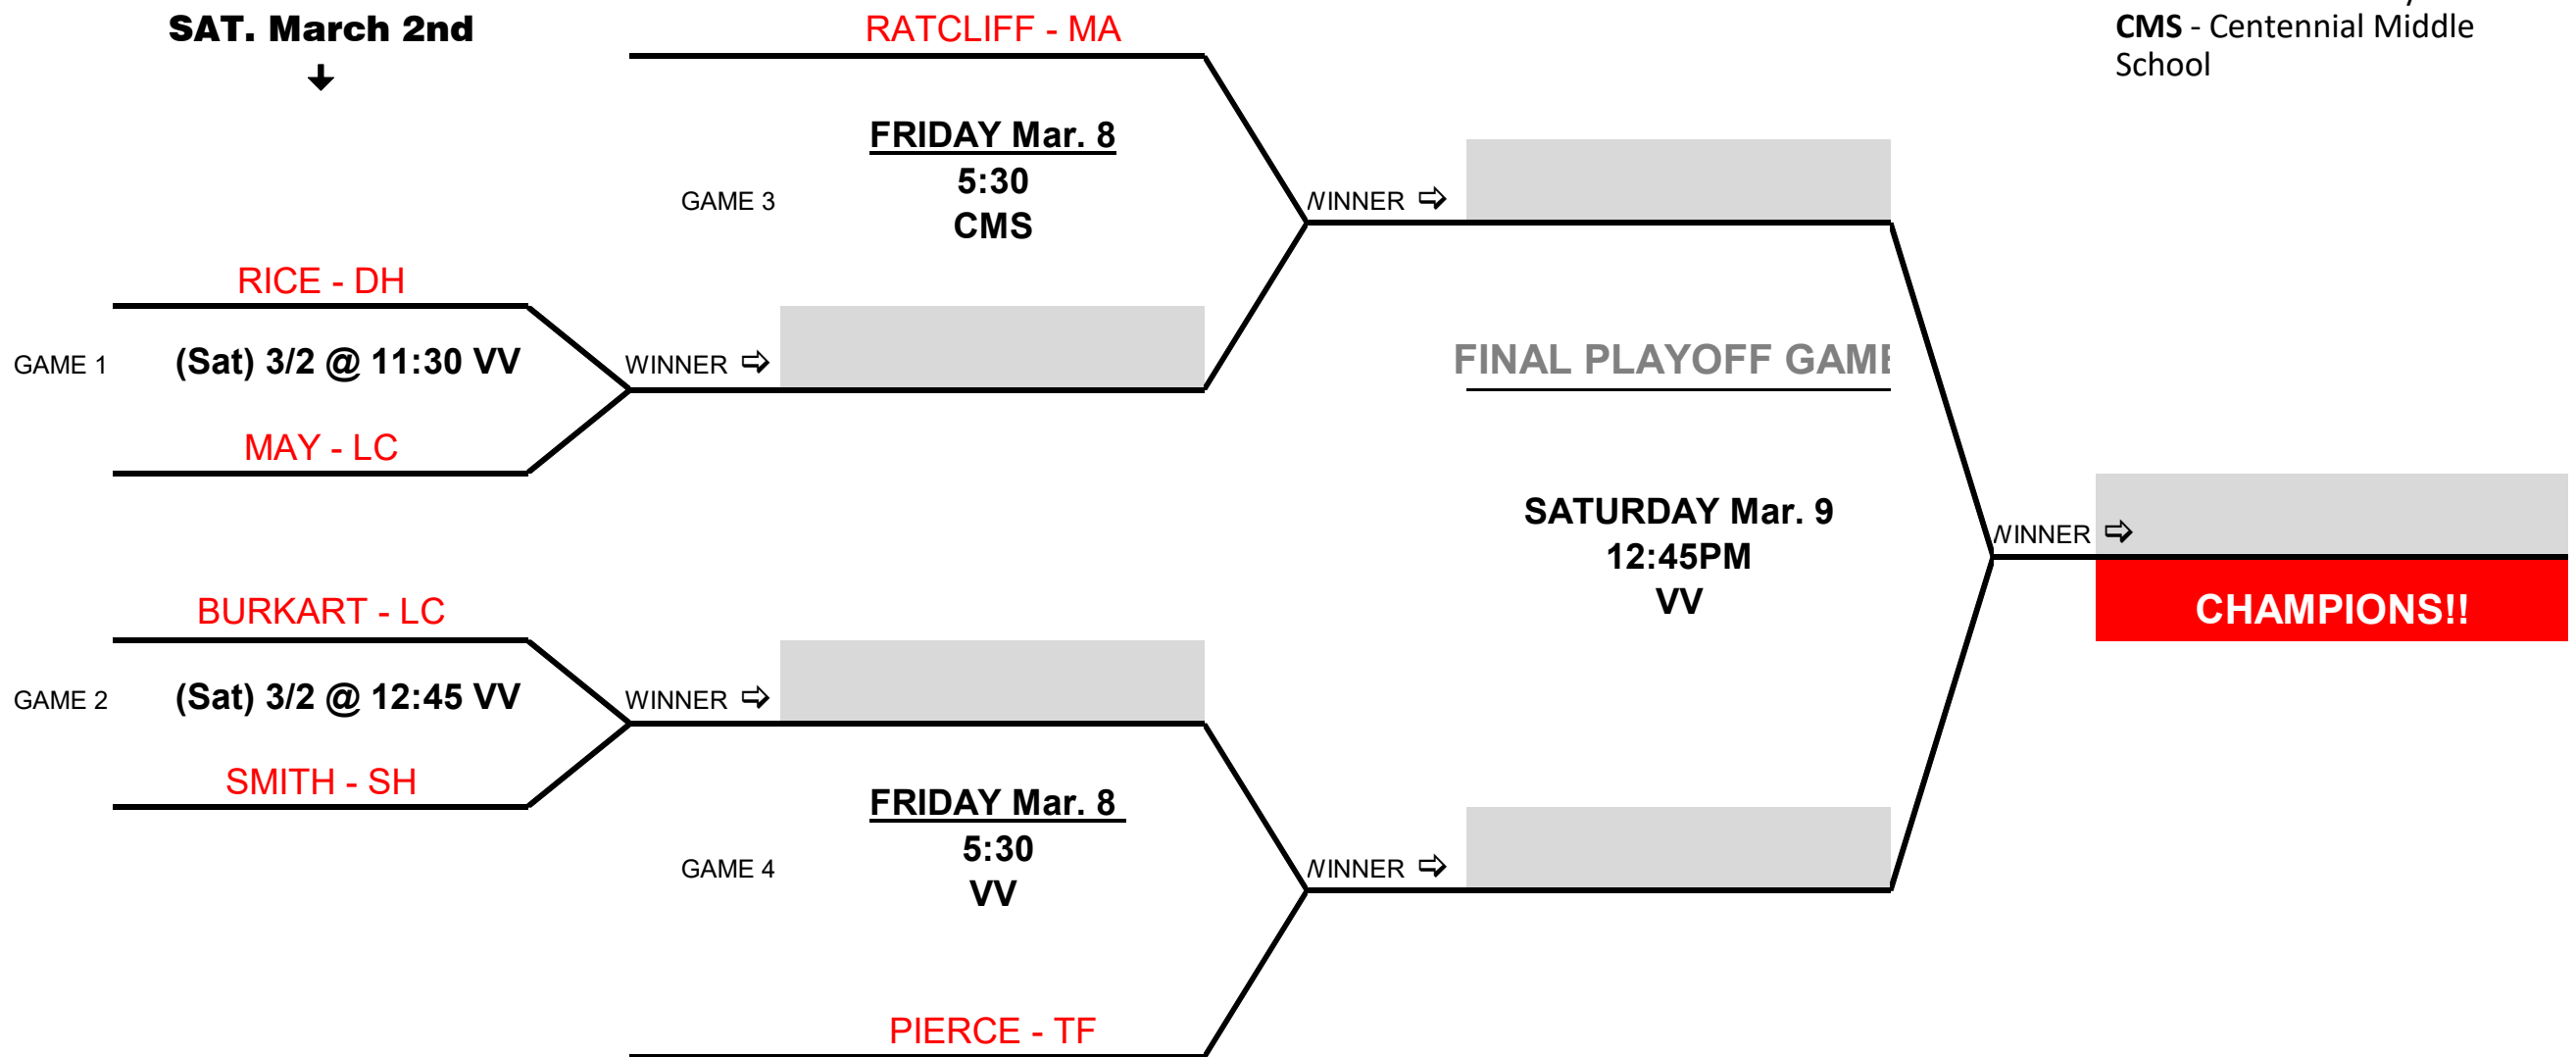 SAT. March 2nd
RATCLIFF - MA
CMS - Centennial Middle
School
FRIDAY Mar. 8
5:30
GAME 3
CMS
WINNER ⇨
RICE - DH
GAME 1
(Sat) 3/2 @ 11:30 VV
WINNER ⇨
MAY - LC
FINAL PLAYOFF GAME
SATURDAY Mar. 9
12:45PM
VV
WINNER ⇨
CHAMPIONS!!
BURKART - LC
GAME 2
(Sat) 3/2 @ 12:45 VV
WINNER ⇨
SMITH - SH
FRIDAY Mar. 8
5:30
GAME 4
VV
WINNER ⇨
PIERCE - TF